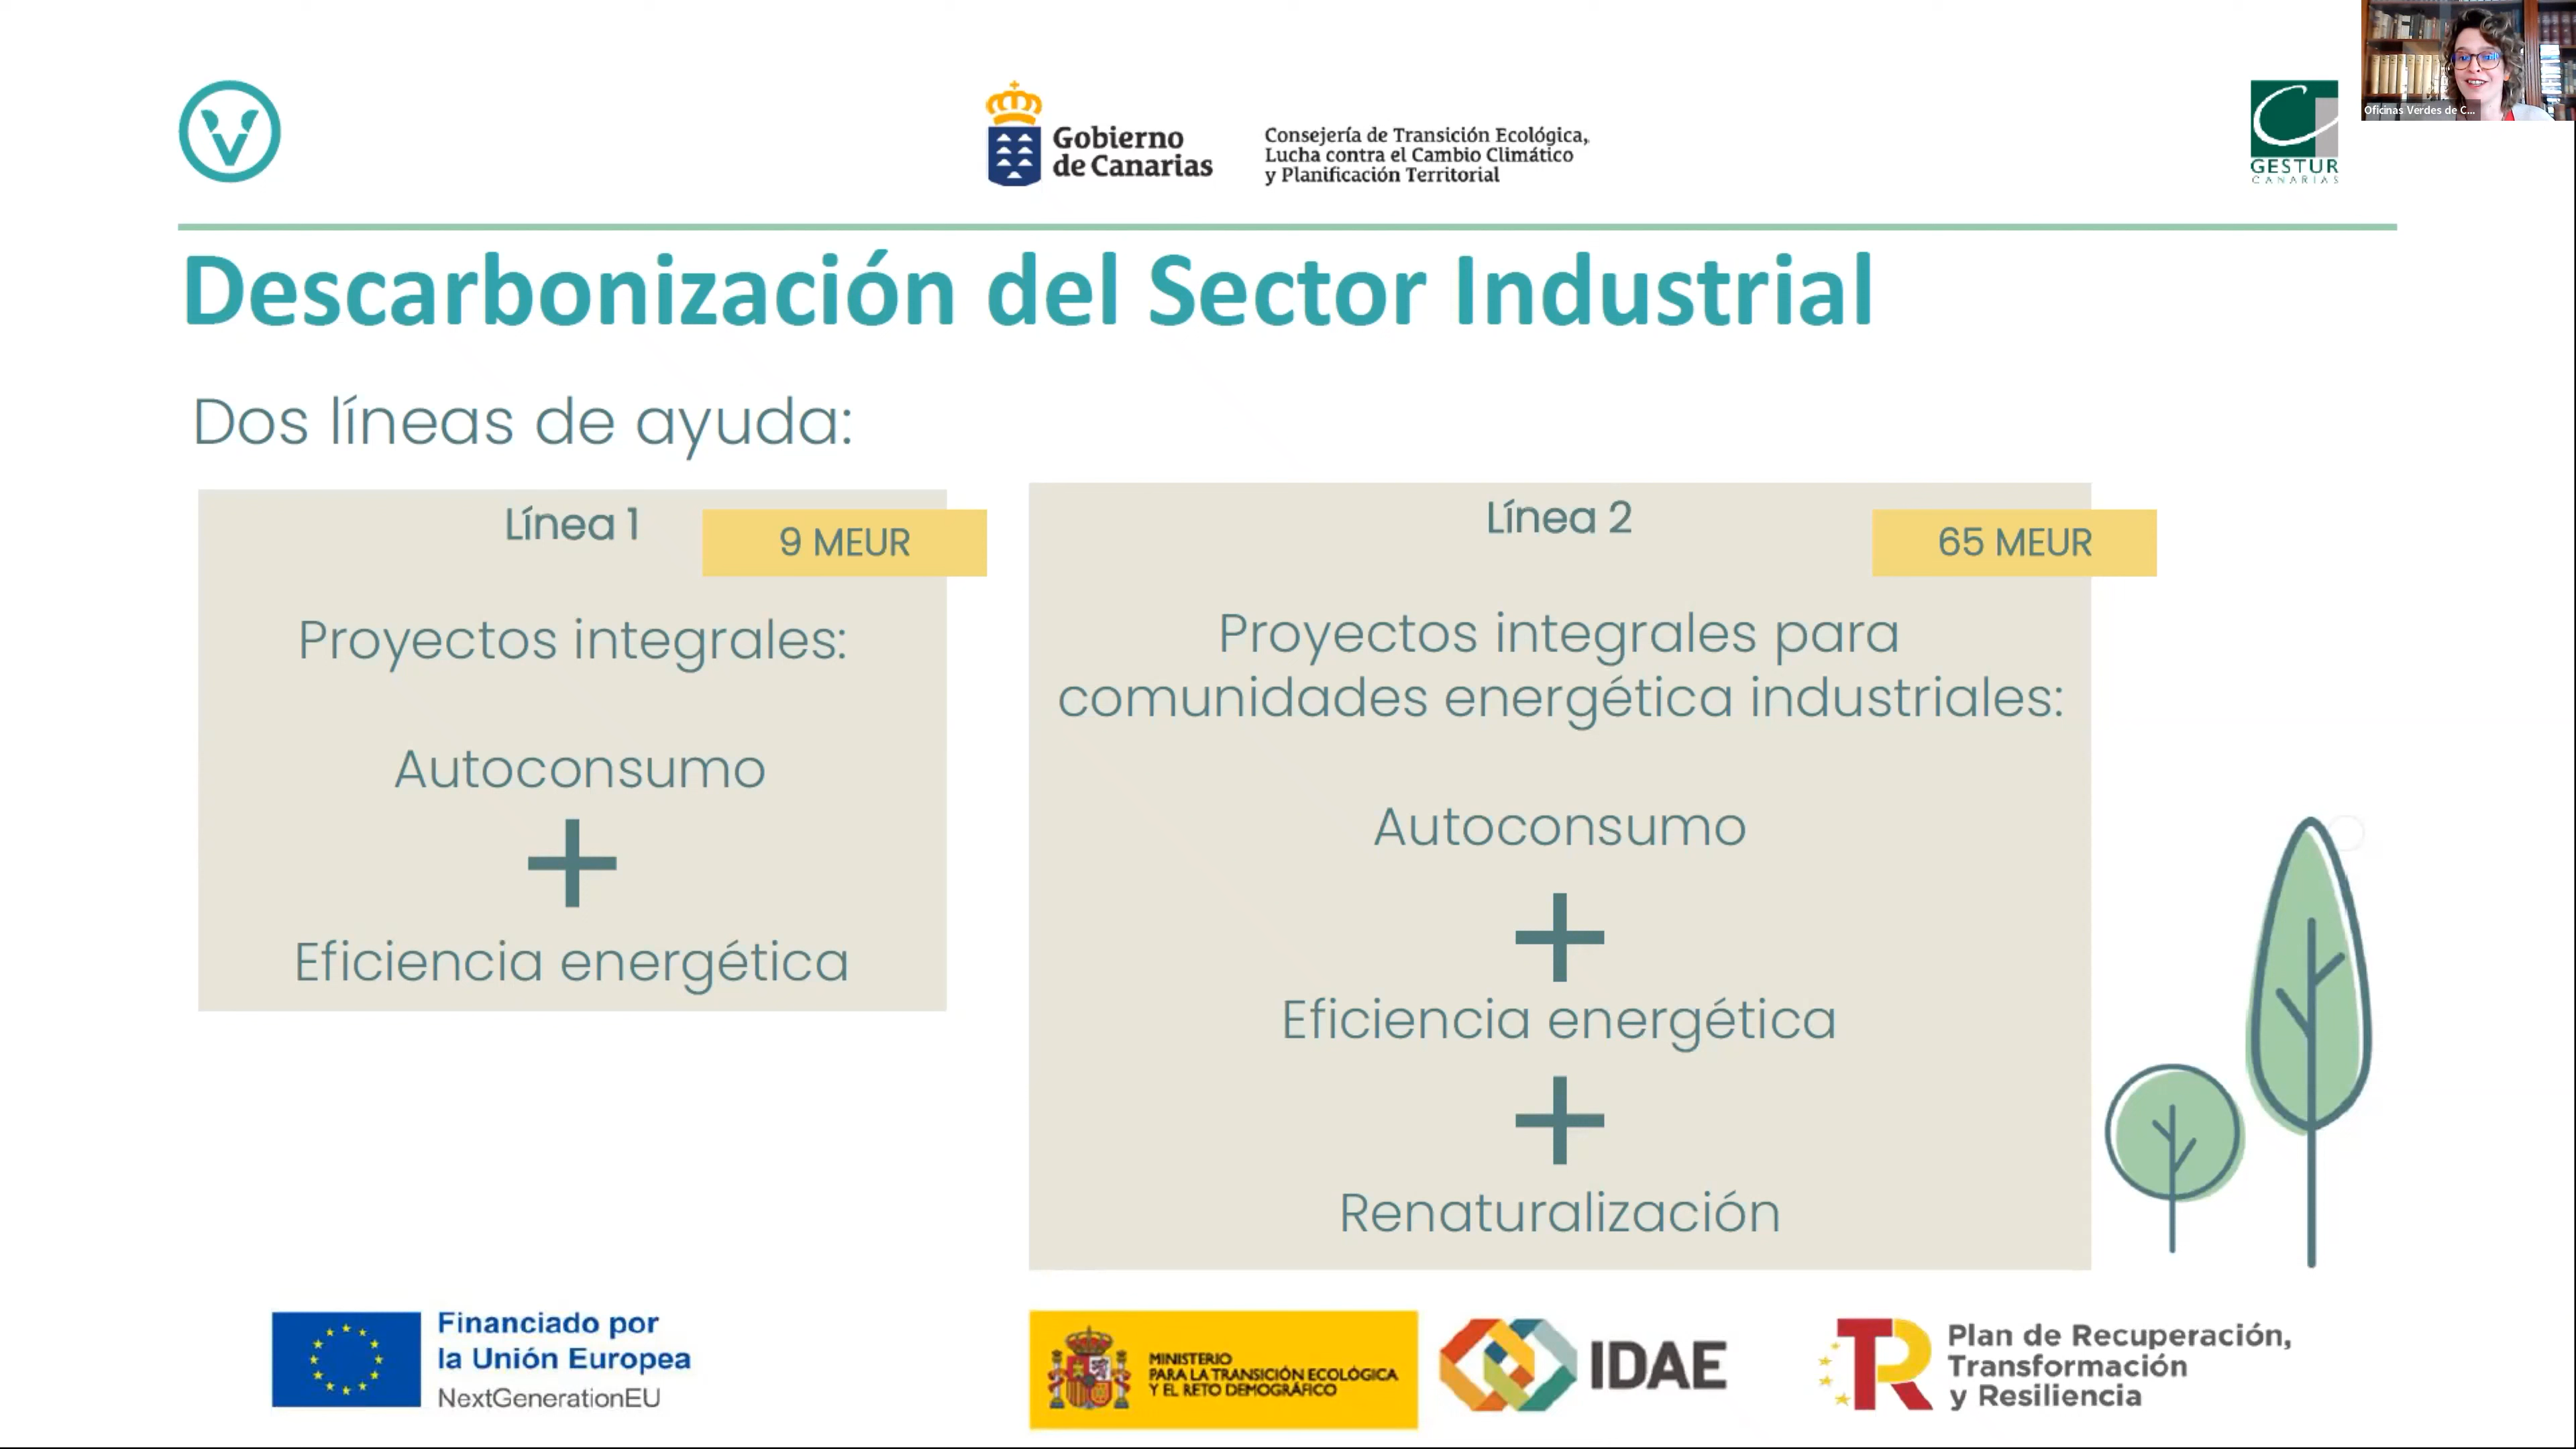 Gobierno
de Canarias
Consejería de Transición Ecológica,
Lucha contra el Cambio Climático
y Planificación Territorial
GESTUR
CANARIAS
Oficinas Verdes de C...
Descarbonización del Sector Industrial
Dos líneas de ayuda:
Línea 1
9 MEUR
Proyectos integrales:
Autoconsumo
+
Eficiencia energética
Línea 2
65 MEUR
Proyectos integrales para
comunidades energética industriales:
Autoconsumo
+
Eficiencia energética
+
Renaturalización
Financiado por
la Unión Europea
NextGenerationEU
MINISTERIO
PARA LA TRANSICIÓN ECOLÓGICA
Y EL RETO DEMOGRÁFICO
IDAE
TR
Plan de Recuperación,
Transformación
y Resiliencia